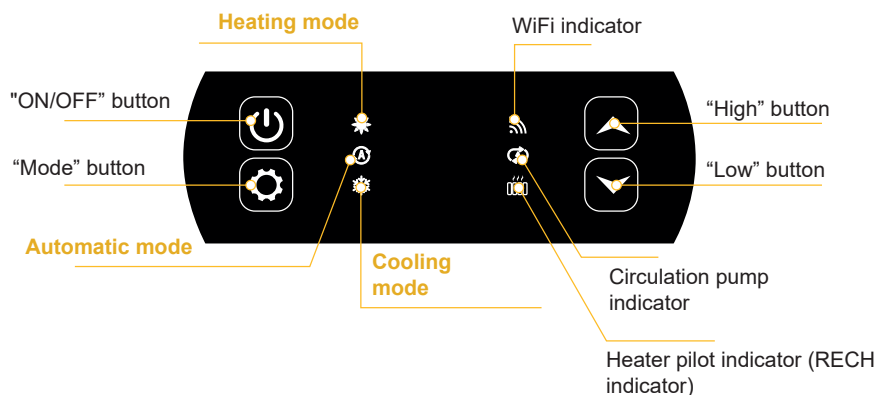 Heating mode
WiFi indicator
"ON/OFF” button
“High” button
“Mode” button
“Low” button
A
Automatic mode
Cooling
mode
Circulation pump
indicator
Heater pilot indicator (RECH
indicator)